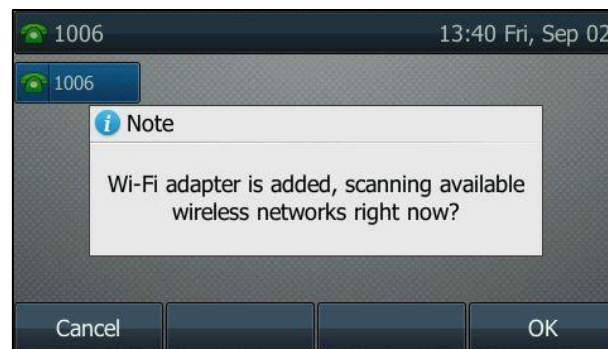 1006 13:40 Fri, Sep 02
1006
Note
Wi-Fi adapter is added, scanning available
wireless networks right now?
Cancel OK